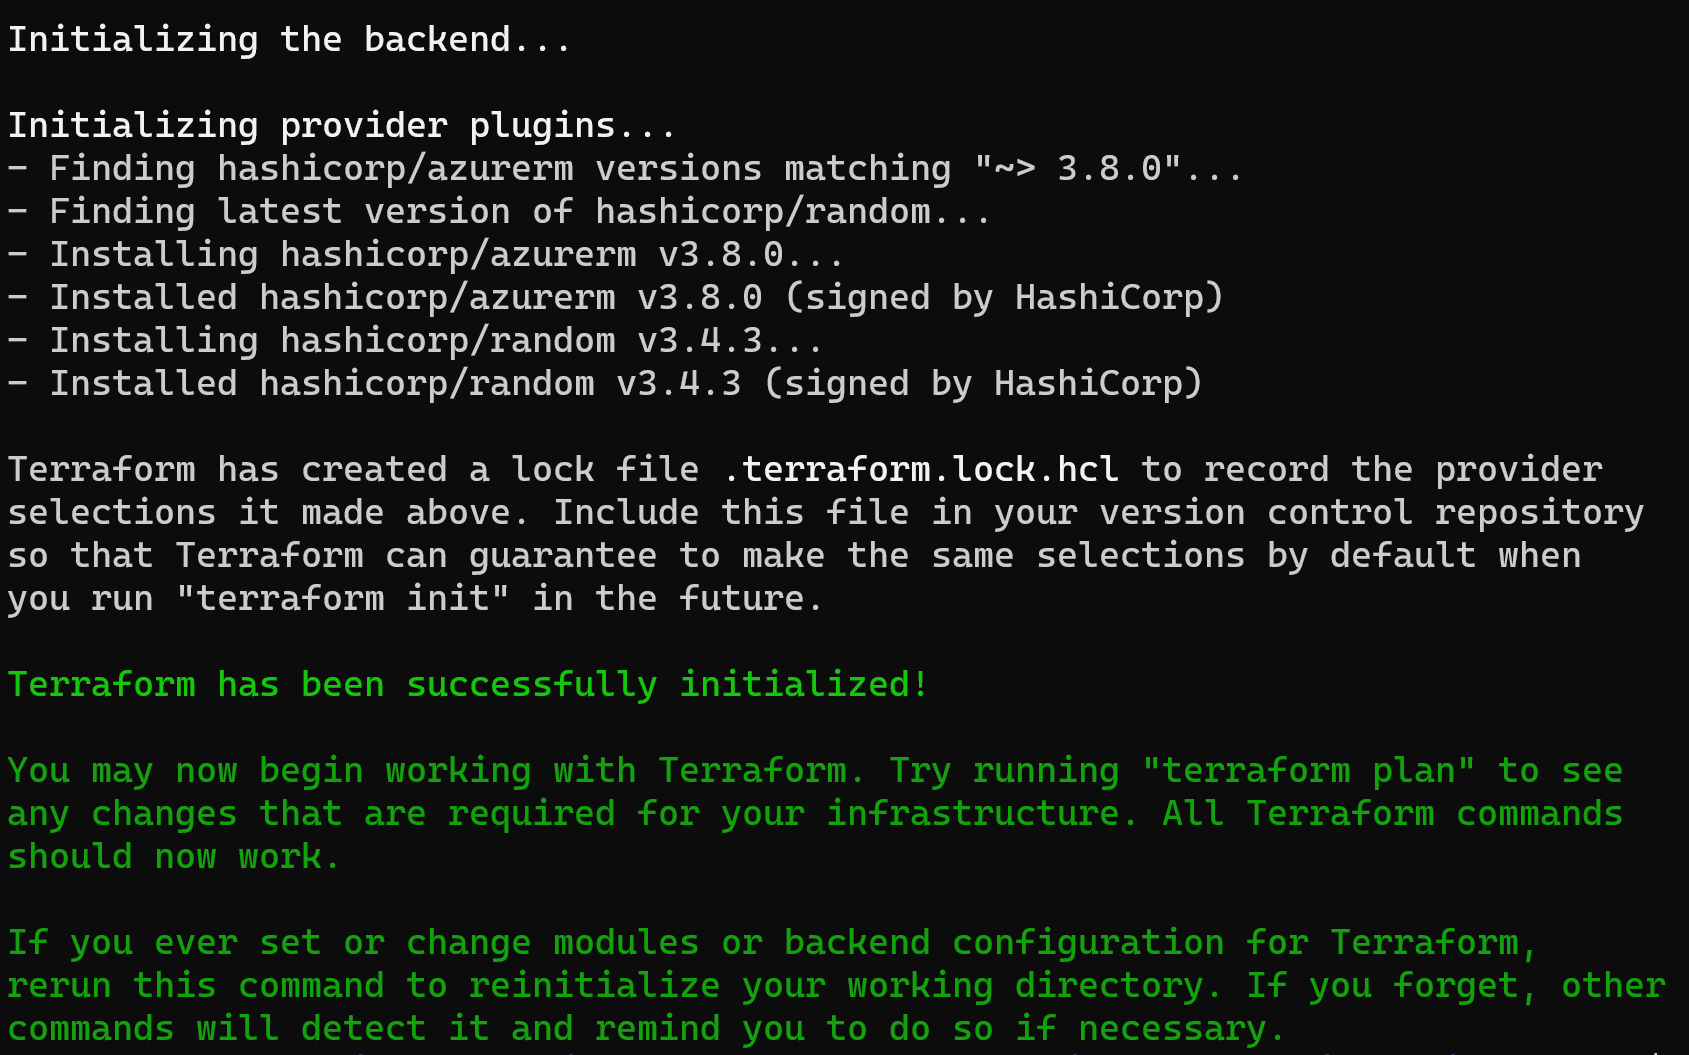 Initializing the backend...
Initializing provider plugins...
- Finding hashicorp/azurerm versions matching "~> 3.8.0"...
- Finding latest version of hashicorp/random...
- Installing hashicorp/azurerm v3.8.0...
- Installed hashicorp/azurerm v3.8.0 (signed by HashiCorp)
- Installing hashicorp/random v3.4.3...
- Installed hashicorp/random v3.4.3 (signed by HashiCorp)
Terraform has created a lock file .terraform.lock.hcl to record the provider
selections it made above. Include this file in your version control repository
so that Terraform can guarantee to make the same selections by default when
you run "terraform init" in the future.
Terraform has been successfully initialized!
You may now begin working with Terraform. Try running "terraform plan" to see
any changes that are required for your infrastructure. All Terraform commands
should now work.
If you ever set or change modules or backend configuration for Terraform,
rerun this command to reinitialize your working directory. If you forget, other
commands will detect it and remind you to do so if necessary.